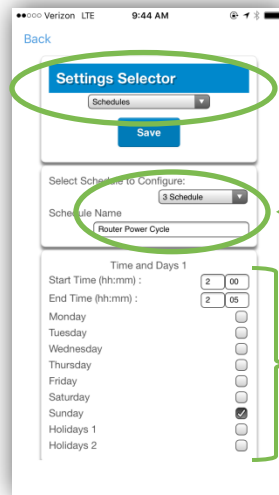 Verizon LTE 9:44 AM
Back
Settings Selector
Schedules
Save
Select Schedule to Configure:
3 Schedule
Schedule Name
Router Power Cycle
Time and Days 1
Start Time (hh:mm) : 2 00
End Time (hh:mm) : 2 05
Monday
Tuesday
Wednesday
Thursday
Friday
Saturday
Sunday
Holidays 1
Holidays 2